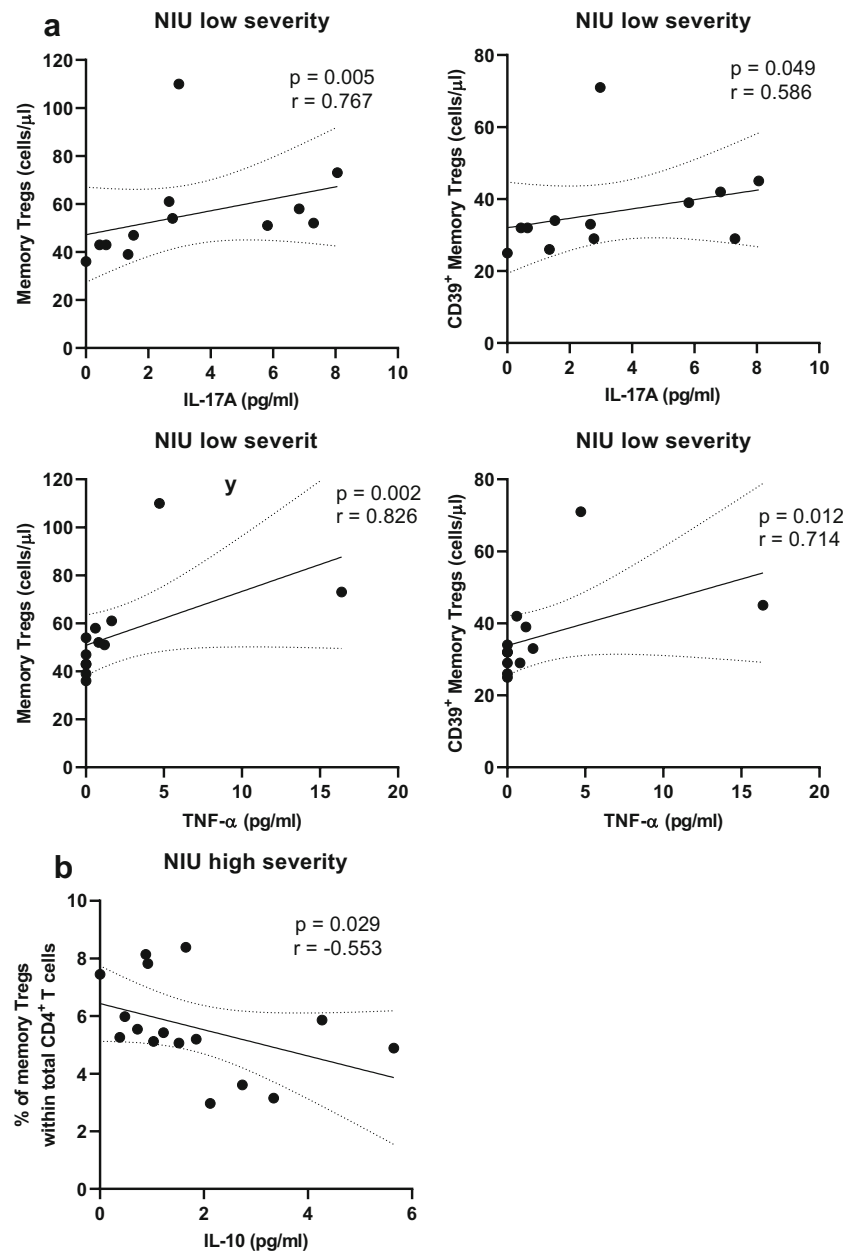 a
NIU low severity
Memory Tregs (cells/µl)
120
100
80
60
40
20
0
p = 0.005
r = 0.767
0 2 4 6 8 10
IL-17A (pg/ml)
NIU low severity
CD39+ Memory Tregs (cells/µl)
80
60
40
20
0
p = 0.049
r = 0.586
0 2 4 6 8 10
IL-17A (pg/ml)
NIU low severit
y
Memory Tregs (cells/µl)
120
100
80
60
40
20
0
p = 0.002
r = 0.826
0 5 10 15 20
TNF-α (pg/ml)
NIU low severity
CD39+ Memory Tregs (cells/µl)
80
60
40
20
0
p = 0.012
r = 0.714
0 5 10 15 20
TNF-α (pg/ml)
b
NIU high severity
% of memory Tregs
within total CD4+ T cells
10
8
6
4
2
0
p = 0.029
r = -0.553
0 2 4 6
IL-10 (pg/ml)